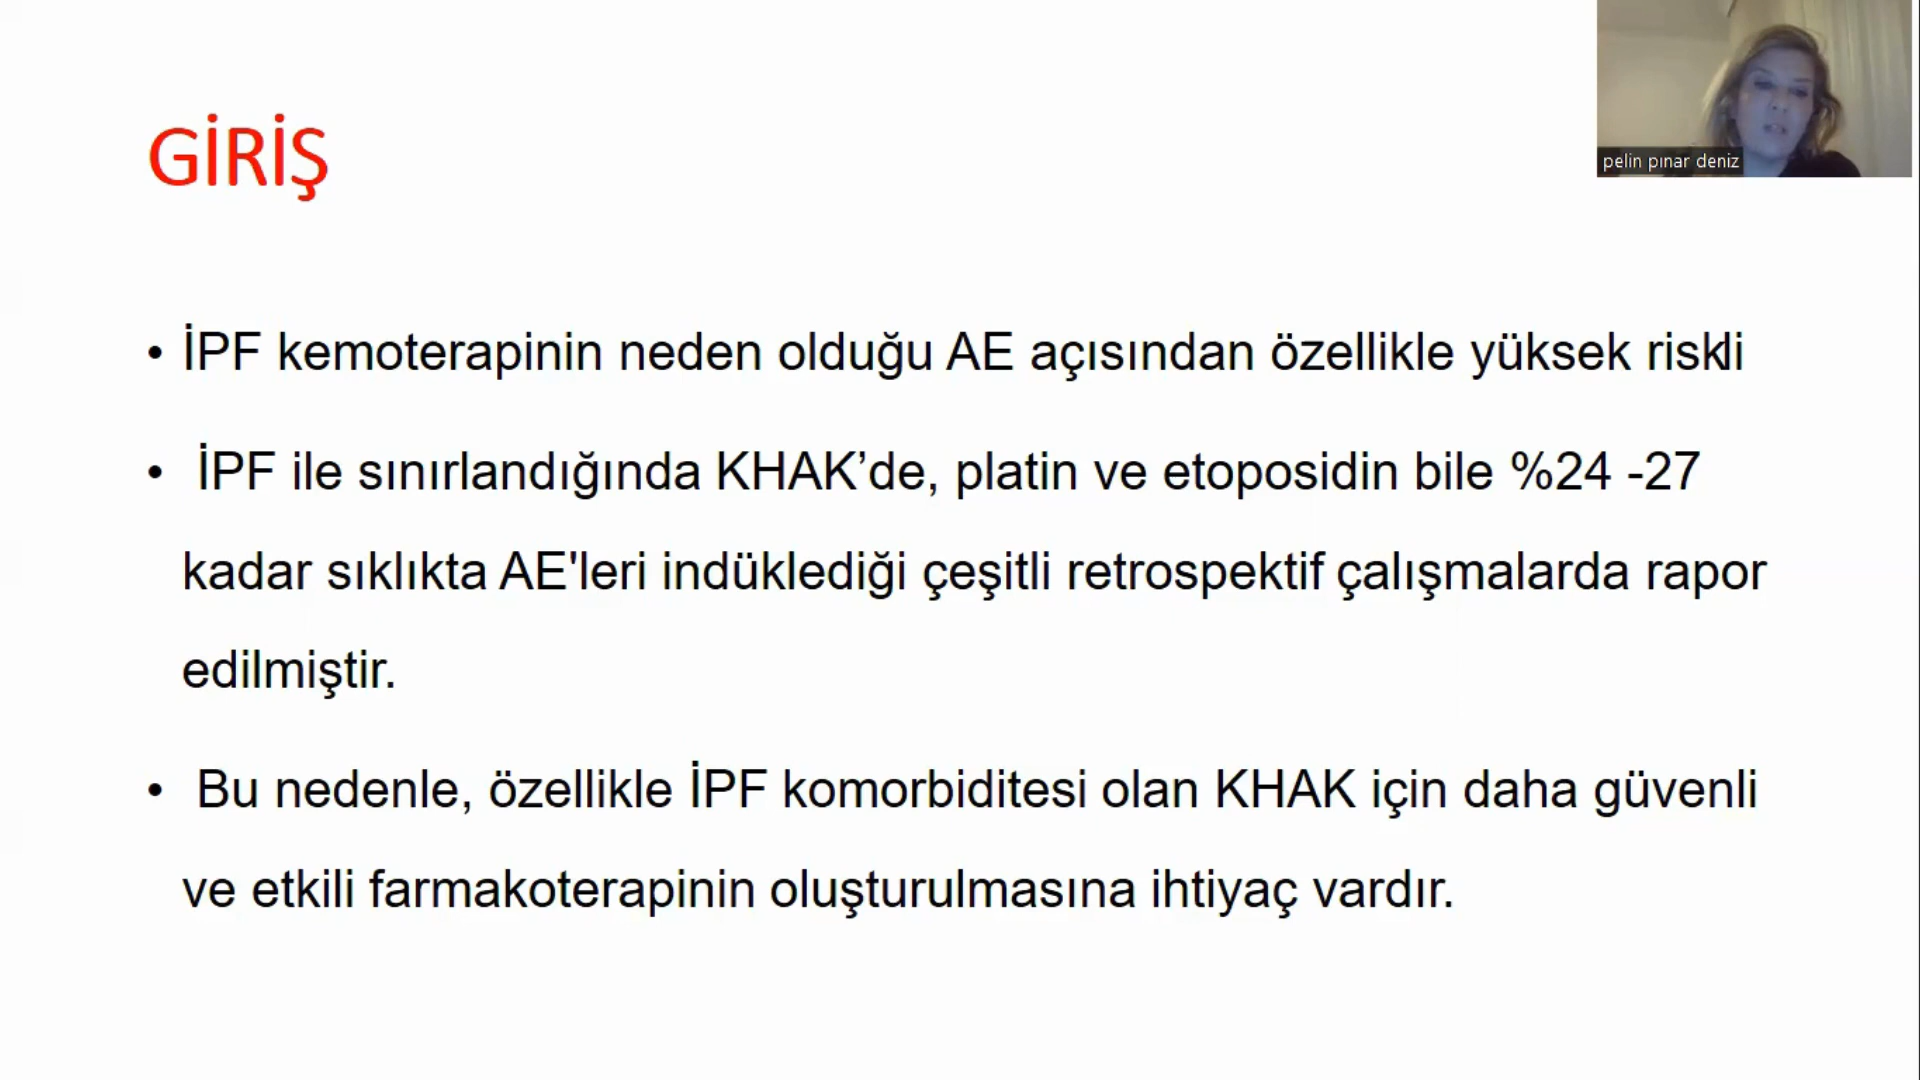 GİRİŞ
pelin pınar deniz
• İPF kemoterapinin neden olduğu AE açısından özellikle yüksek riskli
• İPF ile sınırlandığında KHAK’de, platin ve etoposidin bile %24 -27
kadar sıklıkta AE'leri indüklediği çeşitli retrospektif çalışmalarda rapor
edilmiştir.
• Bu nedenle, özellikle İPF komorbiditesi olan KHAK için daha güvenli
ve etkili farmakoterapinin oluşturulmasına ihtiyaç vardır.